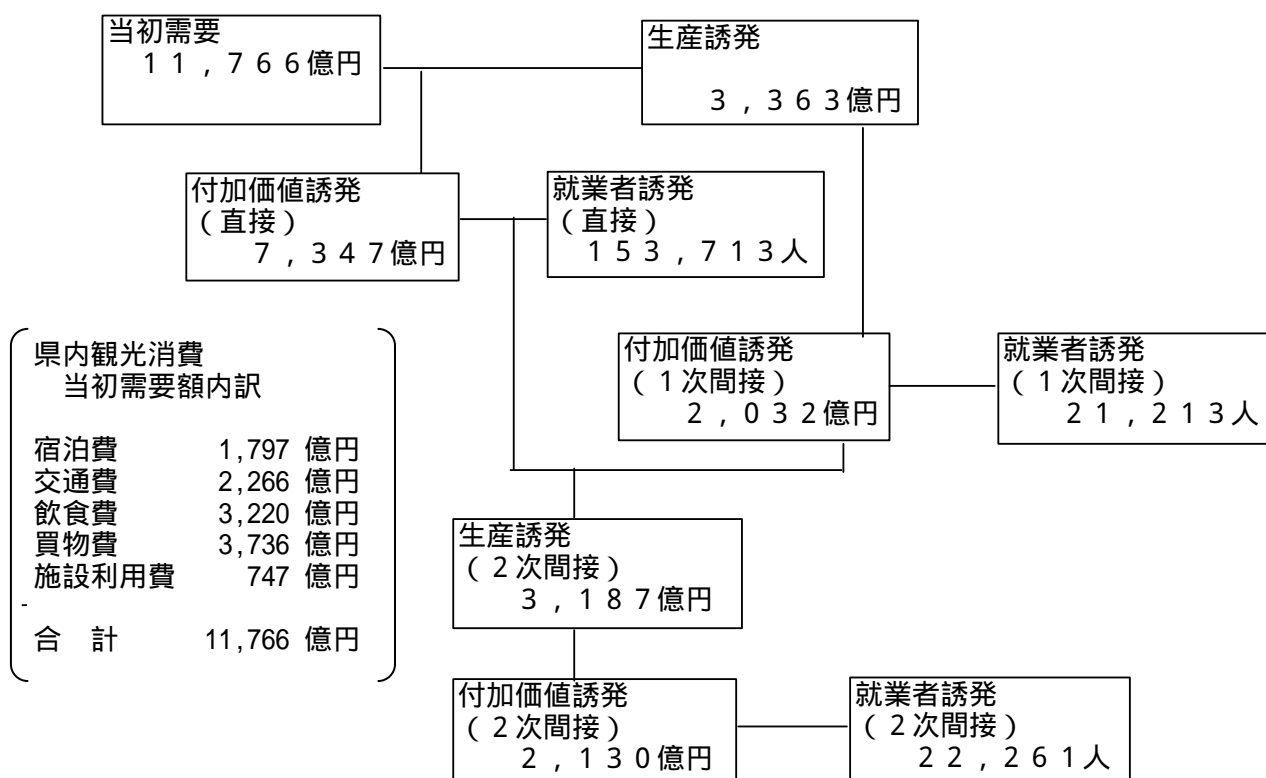 当初需要
１１，７６６億円
生産誘発
３，３６３億円
付加価値誘発
（直接）
７，３４７億円
就業者誘発
（直接）
１５３，７１３人
県内観光消費
当初需要額内訳
宿泊費 1,797 億円
交通費 2,266 億円
飲食費 3,220 億円
買物費 3,736 億円
施設利用費 747 億円
-
合　計 11,766 億円
付加価値誘発
（１次間接）
２，０３２億円
就業者誘発
（１次間接）
２１，２１３人
生産誘発
（２次間接）
３，１８７億円
付加価値誘発
（２次間接）
２，１３０億円
就業者誘発
（２次間接）
２２，２６１人